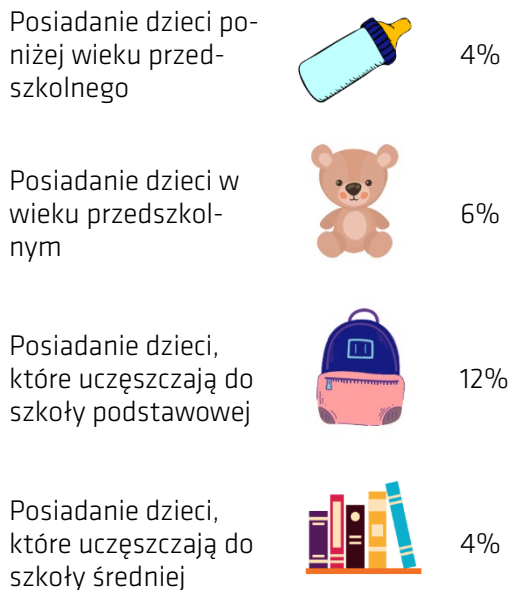 Posiadanie dzieci po-
niżej wieku przed-
szkolnego
4%
Posiadanie dzieci w
wieku przedszkol-
nym
6%
Posiadanie dzieci,
które uczęszczają do
szkoły podstawowej
12%
Posiadanie dzieci,
które uczęszczają do
szkoły średniej
4%